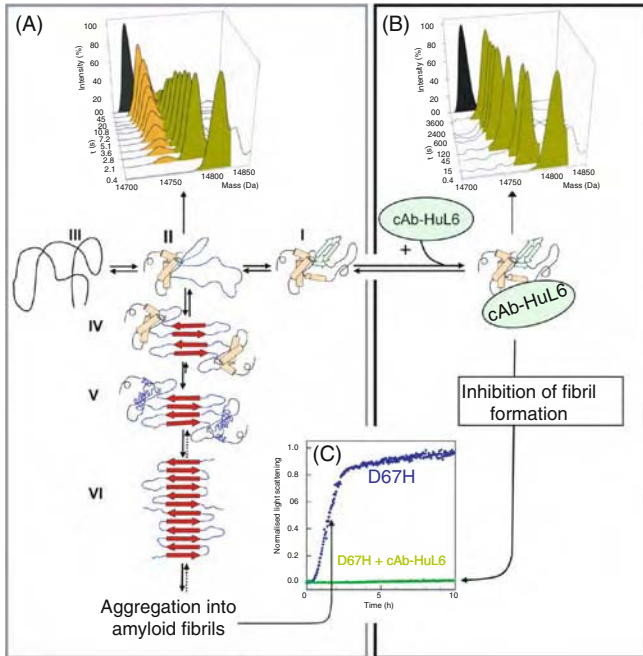 (A)
Intensity (%)
100
80
60
40
20
00
45
20
10.8
7.2
5.1
3.6
2.8
2.1
0.4
t (s)
14700
14750
14800
14850
Mass (Da)
(B)
Intensity (%)
100
80
60
40
20
00
3600
2400
600
120
45
15
0.4
t (s)
14700
14750
14800
14850
Mass (Da)
III
II
I
cAb-HuL6
+
cAb-HuL6
IV
V
VI
Inhibition of fibril
formation
(C)
Normalised light scattering
1.0
0.8
0.6
0.4
0.2
0.0
D67H
D67H + cAb-HuL6
0
5
10
Time (h)
Aggregation into
amyloid fibrils